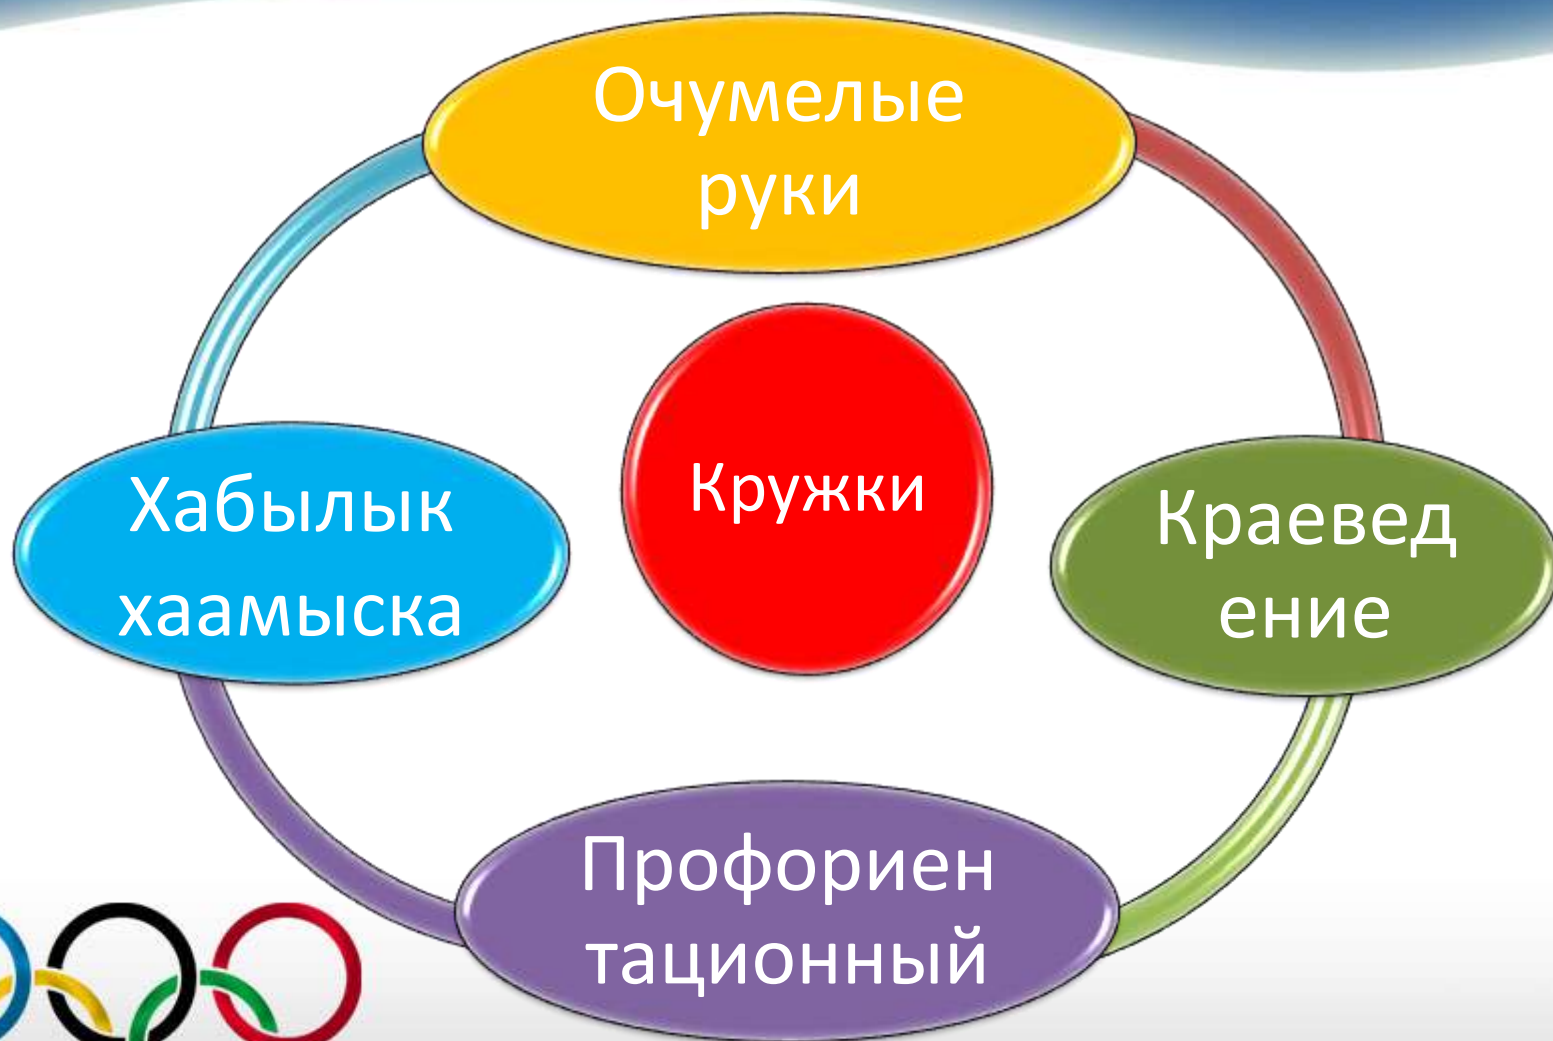 Очумелые
руки
Кружки
Хабылык
хаамыска
Краевед
ение
Профориен
тационный